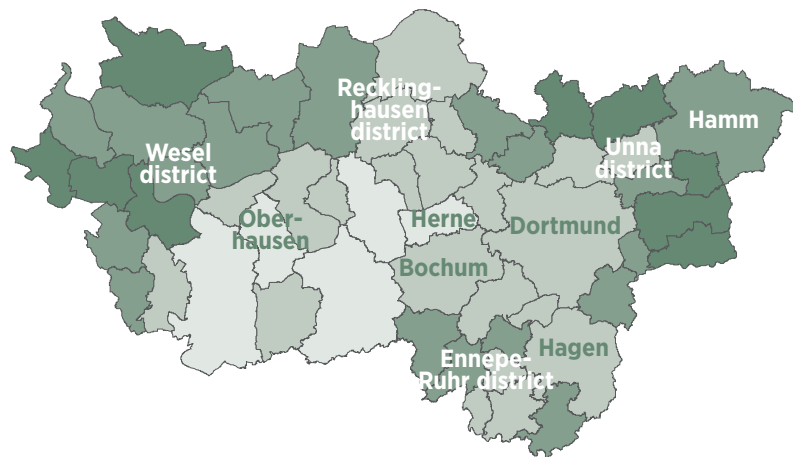 Reckling-
hausen
district
Hamm
Wesel
district
Unna
district
Ober-
hausen
Herne
Dortmund
Bochum
Ennepe-
Ruhr district
Hagen